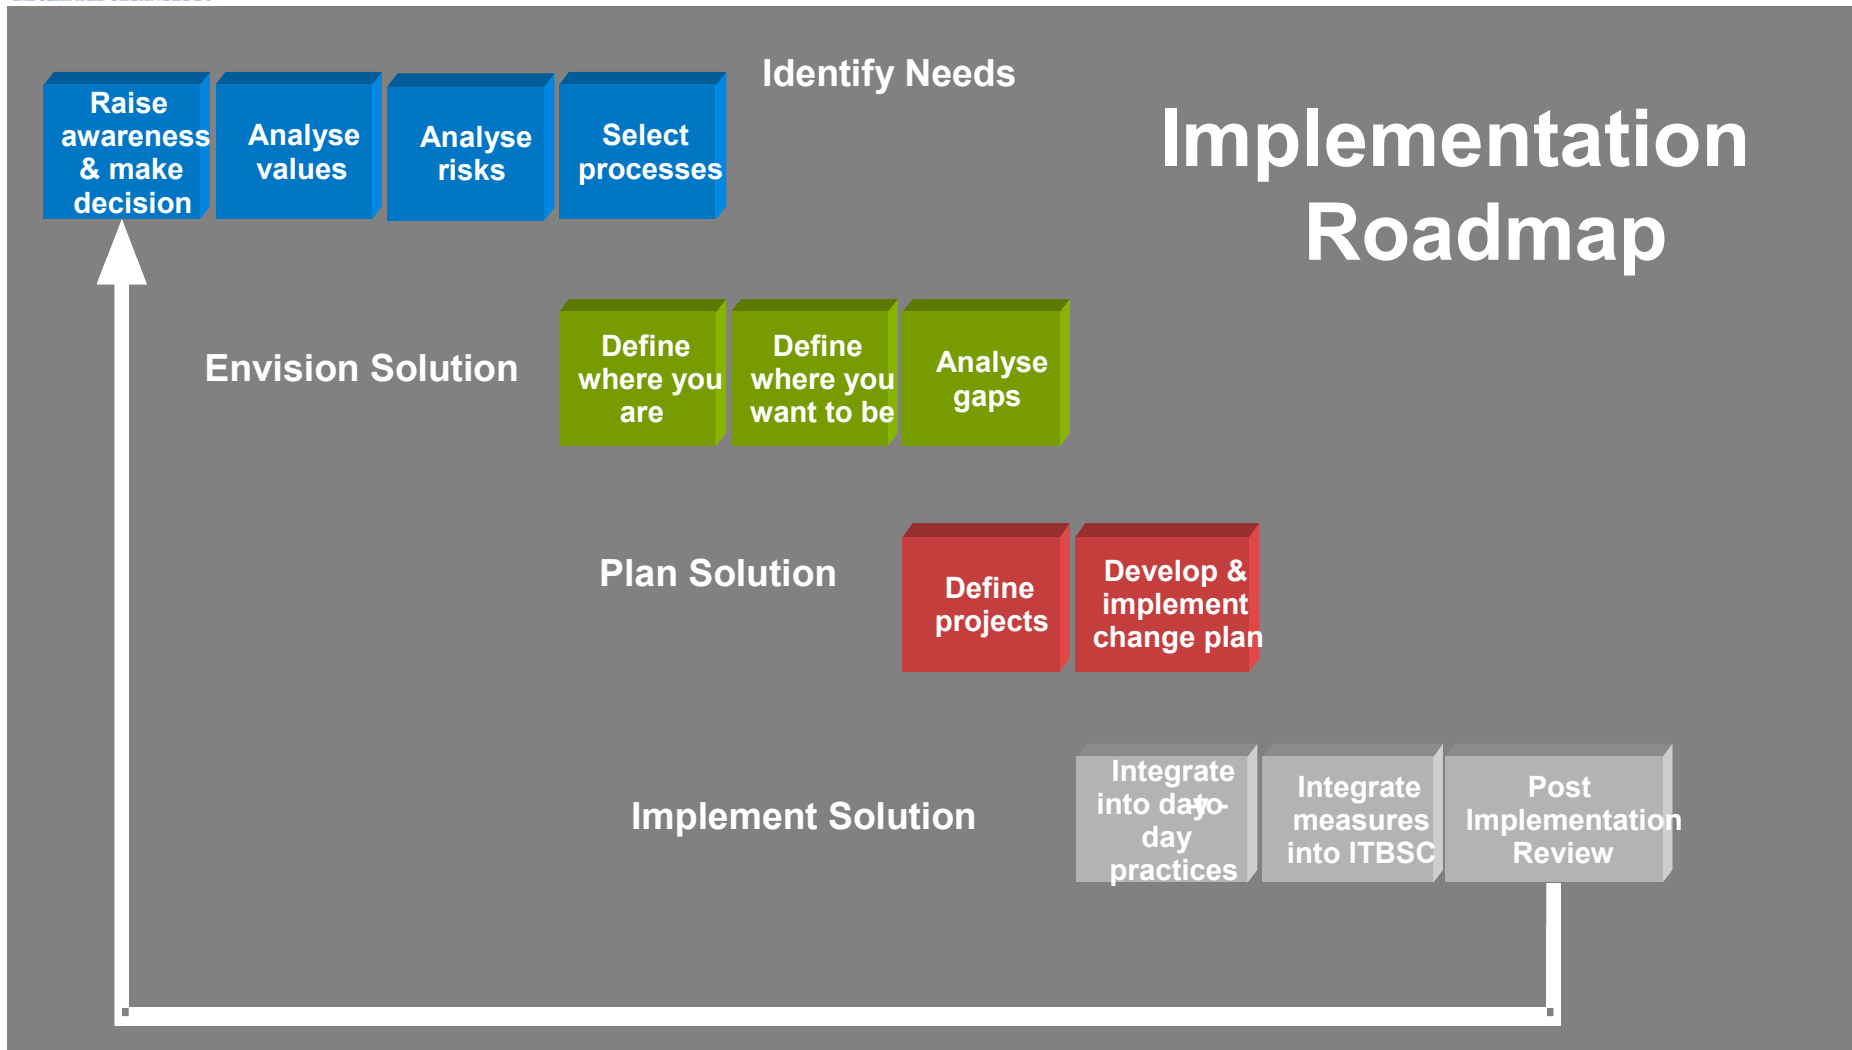 Identify Needs
Implementation
Roadmap
Raise
awareness
& make
decision
Analyse
values
Analyse
risks
Select
processes
Envision Solution
Define
where you
are
Define
where you
want to be
Analyse
gaps
Plan Solution
Define
projects
Develop &
implement
change plan
Implement Solution
Integrate
into day-to-
day
practices
Integrate
measures
into ITBSC
Post
Implementation
Review